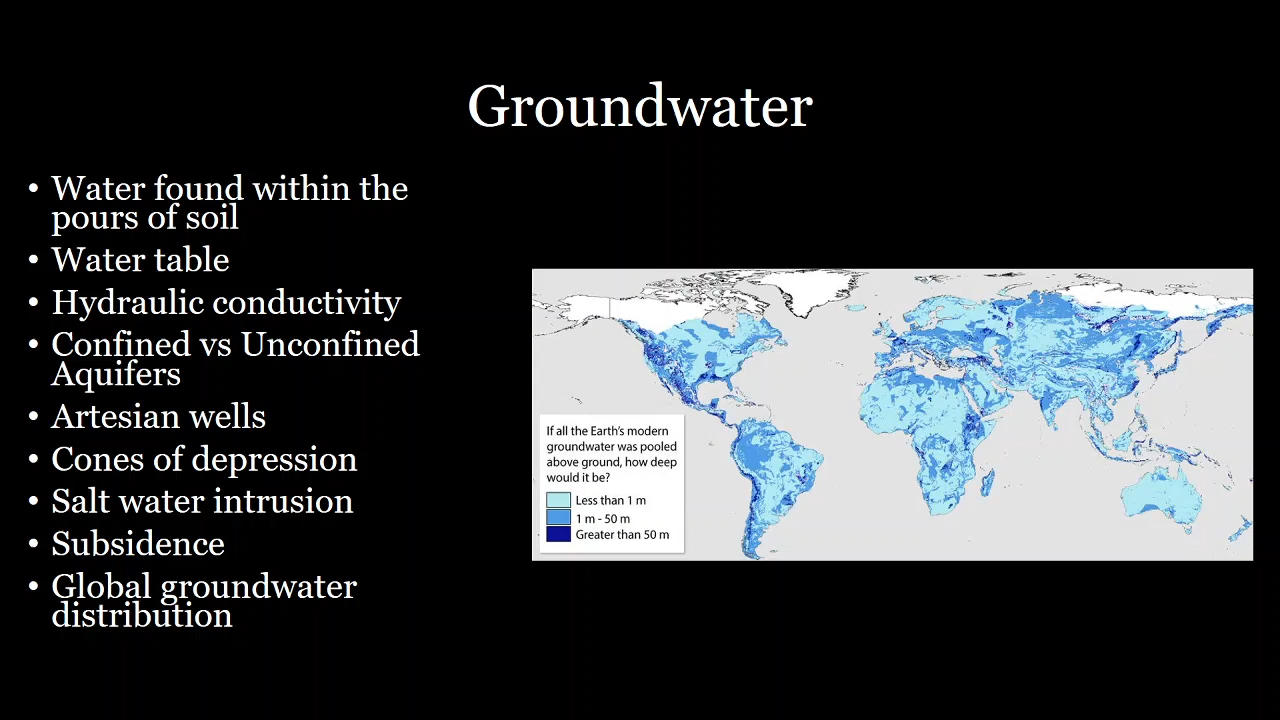 Groundwater
• Water found within the
pours of soil
• Water table
• Hydraulic conductivity
• Confined vs Unconfined
Aquifers
• Artesian wells
• Cones of depression
• Salt water intrusion
• Subsidence
• Global groundwater
distribution
If all the Earth's modern
groundwater was pooled
above ground, how deep
would it be?
Less than 1 m
1 m - 50 m
Greater than 50 m